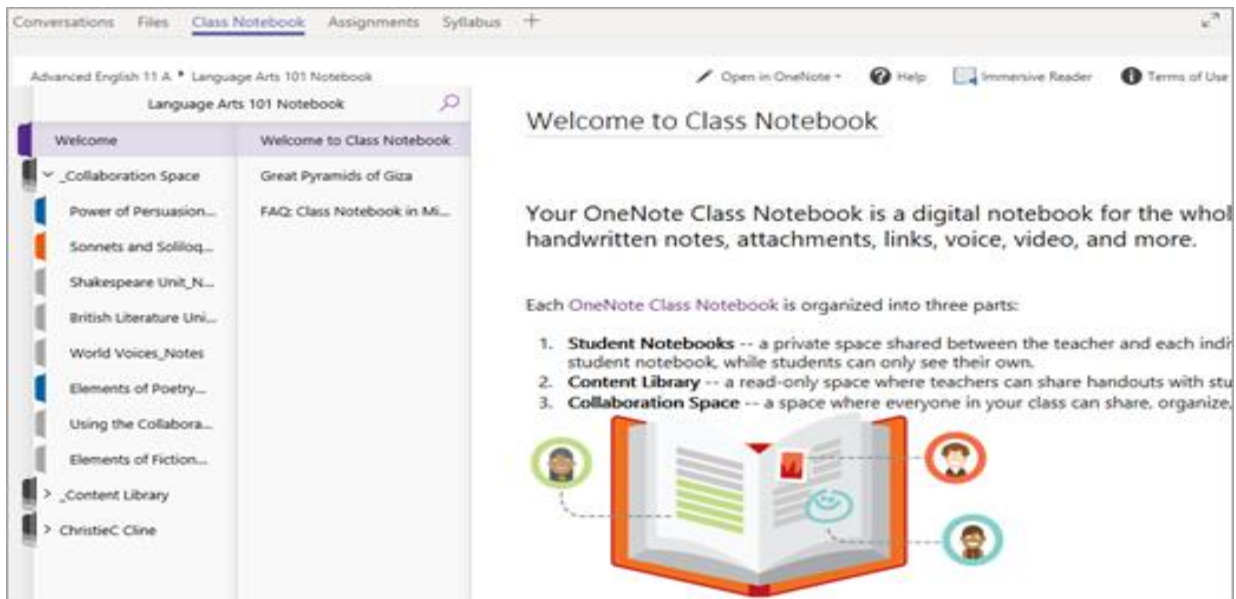 Conversations Files Class Notebook Assignments Syllabus +
Advanced English 11 A Language Arts 101 Notebook
Open in OneNote Help Immersive Reader Terms of Use
Language Arts 101 Notebook
Welcome
_Collaboration Space
Power of Persuasion...
Sonnets and Soliloq...
Shakespeare Unit_N...
British Literature Uni...
World Voices_Notes
Elements of Poetry...
Using the Collabora...
Elements of Fiction...
_Content Library
ChristieC Cline
Welcome to Class Notebook
Great Pyramids of Giza
FAQ: Class Notebook in Mi...
Welcome to Class Notebook
Your OneNote Class Notebook is a digital notebook for the whol
handwritten notes, attachments, links, voice, video, and more.
Each OneNote Class Notebook is organized into three parts:
1. Student Notebooks -- a private space shared between the teacher and each indi
student notebook, while students can only see their own.
2. Content Library -- a read-only space where teachers can share handouts with stu
3. Collaboration Space -- a space where everyone in your class can share, organize,